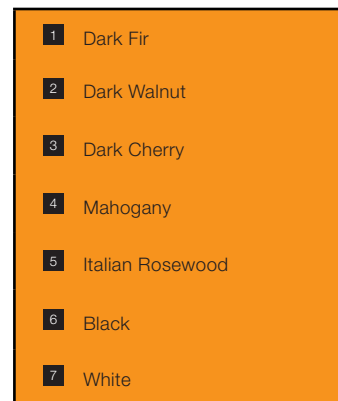 1 Dark Fir
2 Dark Walnut
3 Dark Cherry
4 Mahogany
5 Italian Rosewood
6 Black
7 White